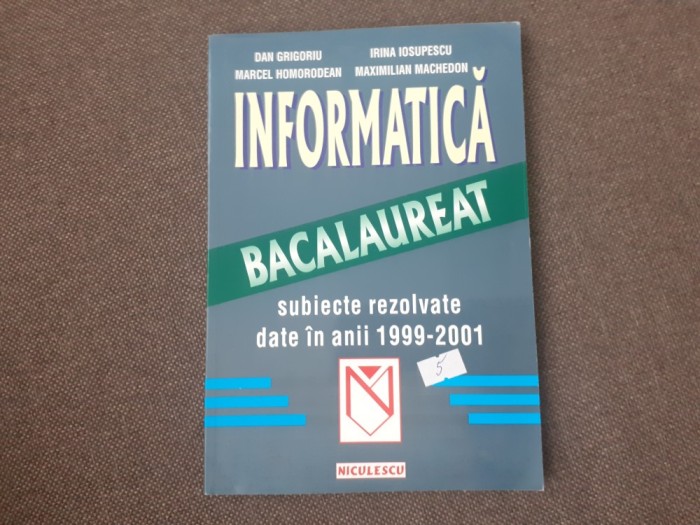 DAN GRIGORIU IRINA IOSUPESCU
MARCEL HOMORODEAN MAXIMILIAN MACHEDON
INFORMATICĂ
BACALAUREAT
subiecte rezolvate
date în anii 1999-2001
5
NICULESCU